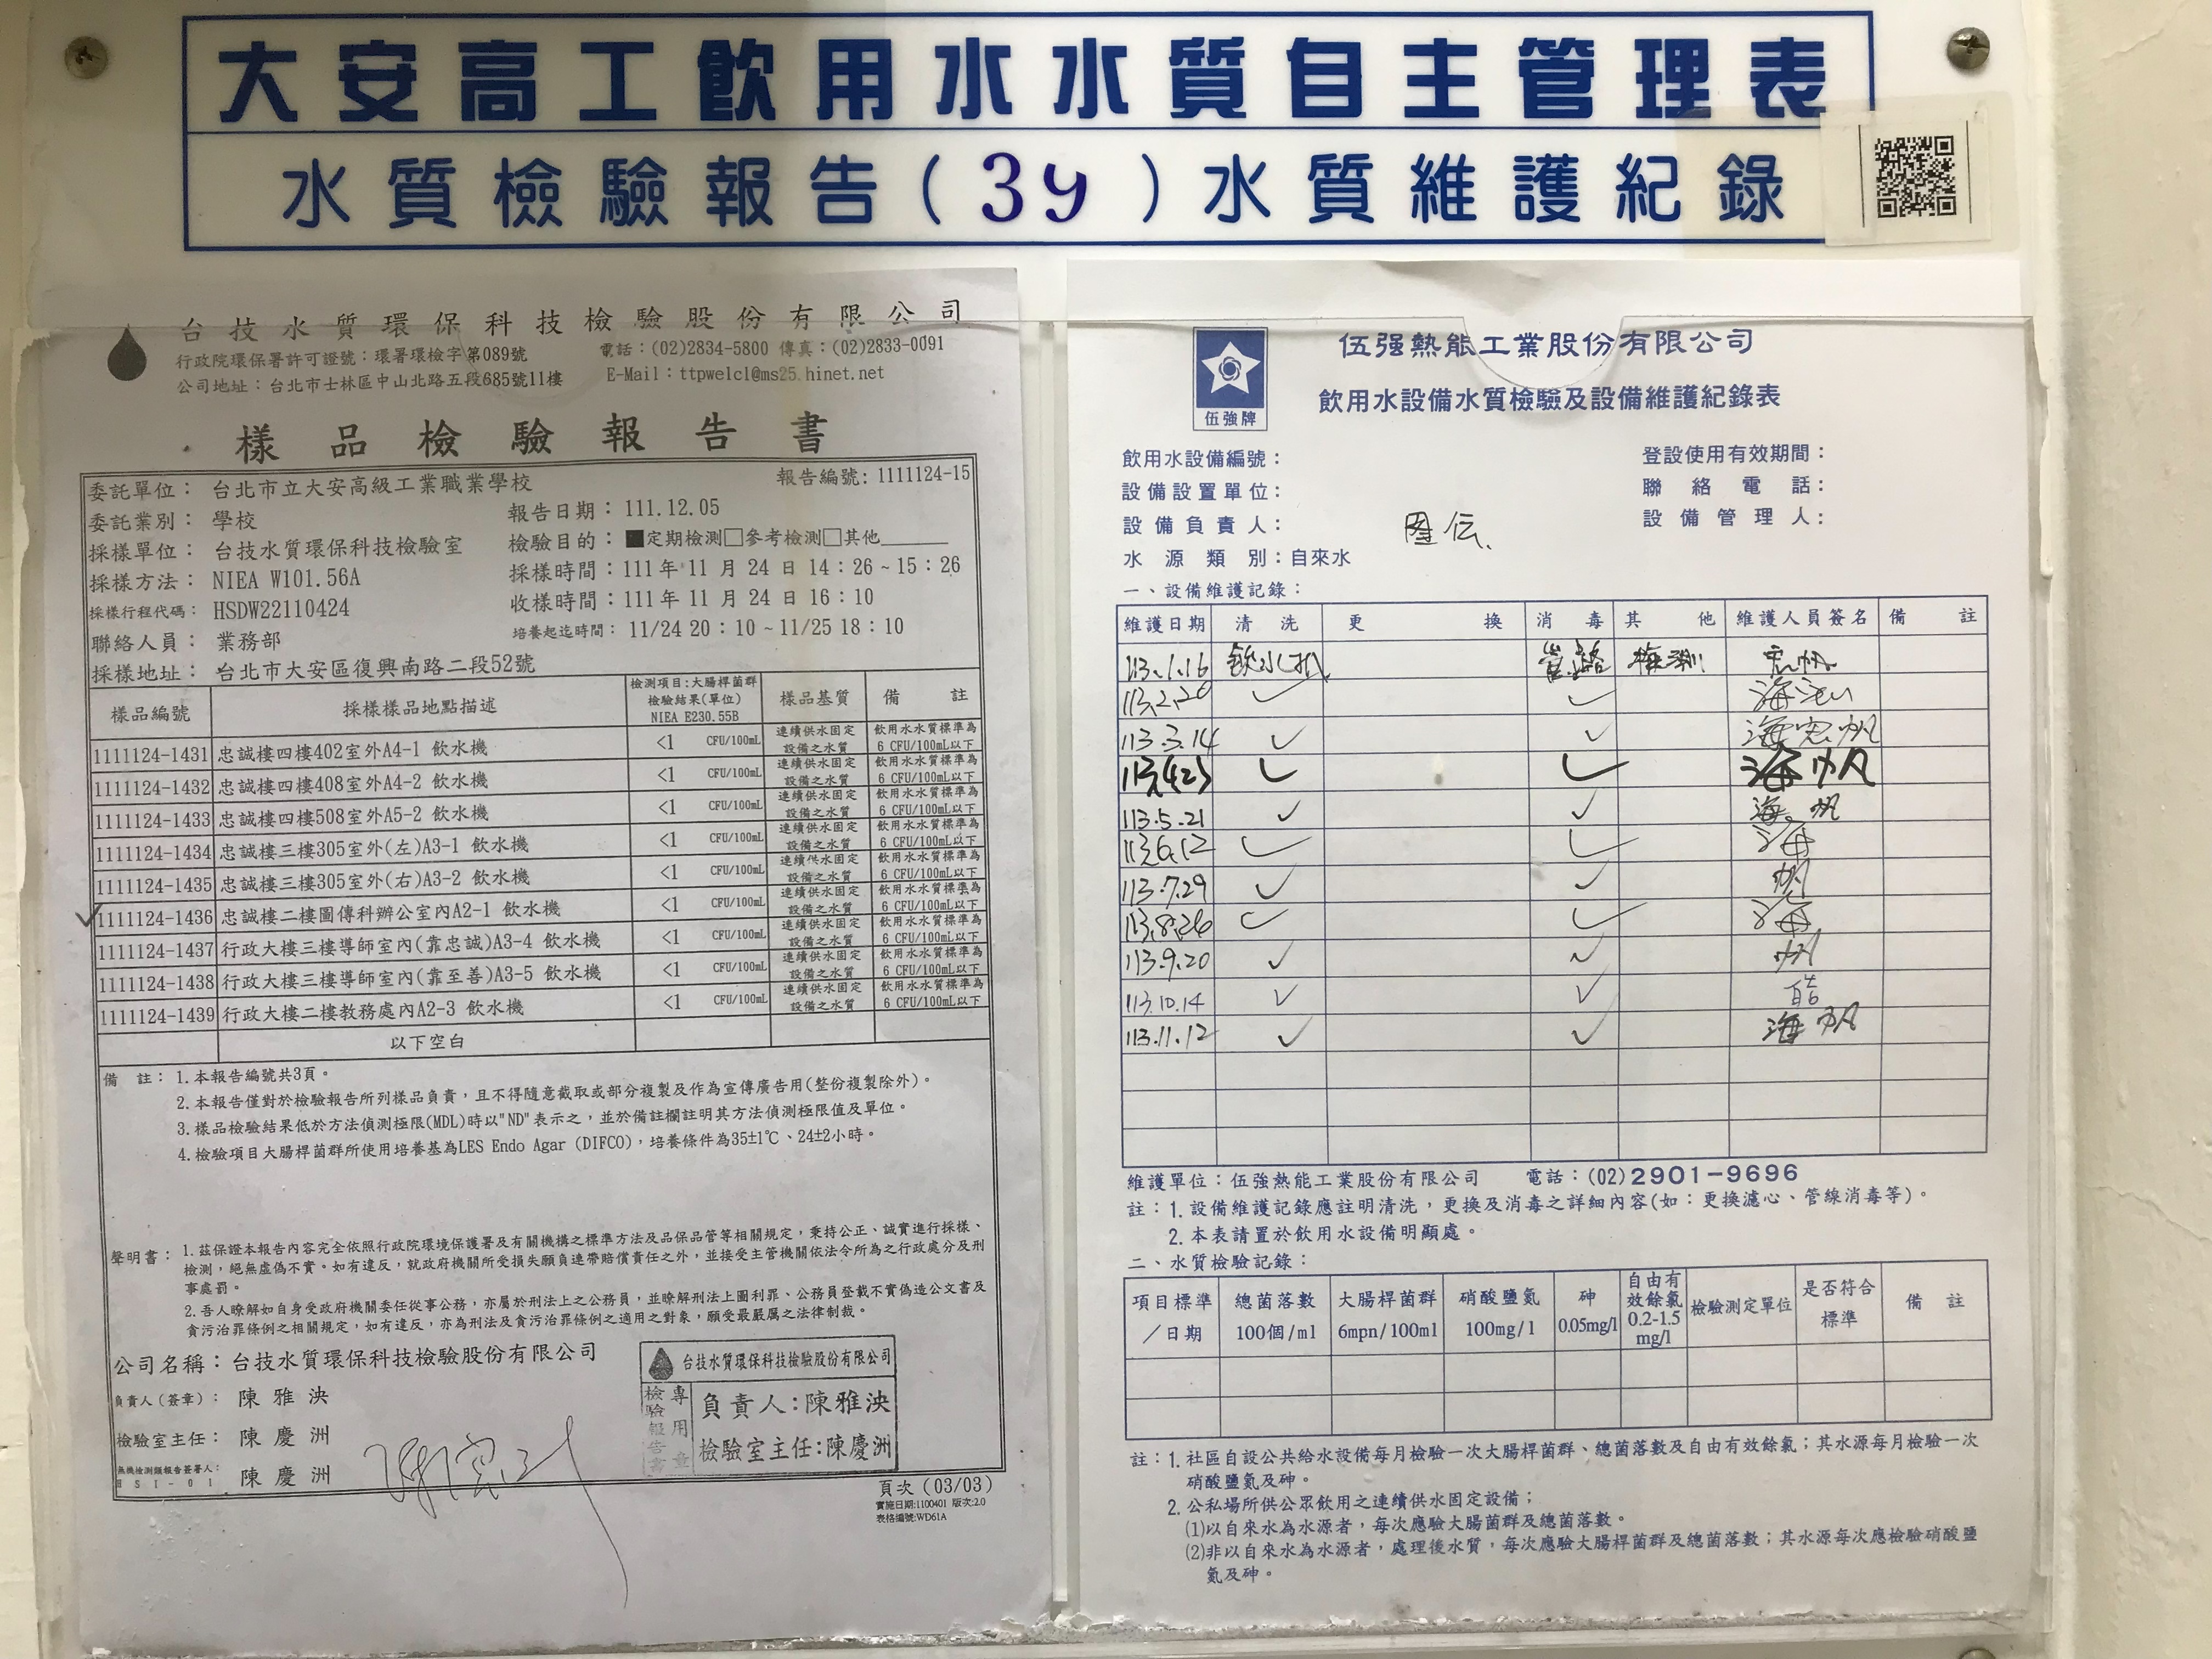 大安高工飲用水水質自主管理表
水質檢驗報告(39)水質維護紀錄
台技水質環保科技檢驗股份有限公司
行政院環保署許可證號：環署環檢字第089號
電話：(02)2834-5800 傳真：(02)2833-0091
公司地址：台北市士林區中山北路五段685號11樓
E-Mail：ttpwelcl@ms25.hinet.net
樣品檢驗報告書
委託單位： 台北市立大安高級工業職業學校
報告編號: 1111124-15
委託業別： 學校
報告日期：111.12.05
採樣單位： 台技水質環保科技檢驗室
檢驗目的：■定期檢測□參考檢測□其他______
採樣方法： NIEA W101.56A
採樣時間：111年 11 月 24 日 14：26～15：26
採樣行程代碼： HSDW22110424
收樣時間：111年 11 月 24 日 16：10
聯絡人員： 業務部
培養起迄時間： 11/24 20：10～11/25 18：10
採樣地址： 台北市大安區復興南路二段52號
樣品編號 採樣樣品地點描述 檢測項目:大腸桿菌群 檢驗結果(單位) NIEA E230.55B 樣品基質 備註
1111124-1431 忠誠樓四樓402室外A4-1 飲水機 <1 CFU/100mL 連續供水固定設備之水質 飲用水水質標準為6 CFU/100mL以下
1111124-1432 忠誠樓四樓408室外A4-2 飲水機 <1 CFU/100mL 連續供水固定設備之水質 飲用水水質標準為6 CFU/100mL以下
1111124-1433 忠誠樓四樓508室外A5-2 飲水機 <1 CFU/100mL 連續供水固定設備之水質 飲用水水質標準為6 CFU/100mL以下
1111124-1434 忠誠樓三樓305室外(左)A3-1 飲水機 <1 CFU/100mL 連續供水固定設備之水質 飲用水水質標準為6 CFU/100mL以下
1111124-1435 忠誠樓三樓305室外(右)A3-2 飲水機 <1 CFU/100mL 連續供水固定設備之水質 飲用水水質標準為6 CFU/100mL以下
✓1111124-1436 忠誠樓二樓圖傳科辦公室內A2-1 飲水機 <1 CFU/100mL 連續供水固定設備之水質 飲用水水質標準為6 CFU/100mL以下
1111124-1437 行政大樓三樓導師室內(靠忠誠)A3-4 飲水機 <1 CFU/100mL 連續供水固定設備之水質 飲用水水質標準為6 CFU/100mL以下
1111124-1438 行政大樓三樓導師室內(靠至善)A3-5 飲水機 <1 CFU/100mL 連續供水固定設備之水質 飲用水水質標準為6 CFU/100mL以下
1111124-1439 行政大樓二樓教務處內A2-3 飲水機 <1 CFU/100mL 連續供水固定設備之水質 飲用水水質標準為6 CFU/100mL以下
以下空白
備註：1.本報告編號共3頁。
2.本報告僅對於檢驗報告所列樣品負責，且不得隨意截取或部分複製及作為宣傳廣告用(整份複製除外)。
3.樣品檢驗結果低於方法偵測極限(MDL)時以"ND"表示之，並於備註欄註明其方法偵測極限值及單位。
4.檢驗項目大腸桿菌群所使用培養基為LES Endo Agar (DIFCO)，培養條件為35±1℃、24±2小時。
聲明書：1.茲保證本報告內容完全依照行政院環境保護署及有關機構之標準方法及品保品管等相關規定，秉持公正、誠實進行採樣、
檢測，絕無虛偽不實。如有違反，就政府機關所受損失願負連帶賠償責任之外，並接受主管機關依法令所為之行政處分及刑
事處罰。
2.吾人瞭解如自身受政府機關委任從事公務，亦屬於刑法上之公務員，並瞭解刑法上圖利罪、公務員登載不實偽造公文書及
貪污治罪條例之相關規定，如有違反，亦為刑法及貪污治罪條例之適用之對象，願受最嚴厲之法律制裁。
公司名稱：台技水質環保科技檢驗股份有限公司
負責人(簽章)： 陳雅泱
檢驗室主任： 陳慶洲
無機檢測類報告簽署人： HSI-01 陳慶洲
台技水質環保科技檢驗股份有限公司
檢驗報告書專用章
負責人:陳雅泱
檢驗室主任:陳慶洲
頁次(03/03)
實施日期:1100401 版次:2.0
表格編號:WD61A
伍強牌
伍强熱能工業股份有限公司
飲用水設備水質檢驗及設備維護紀錄表
飲用水設備編號：
登設使用有效期間：
設備設置單位：
聯絡電話：
設備負責人：
設備管理人：
水源類別：自來水
一、設備維護記錄：
維護日期 清洗 更換 消毒 其他 維護人員簽名 備註
113.1.16 飲水機 管路
113.2.20 ✓ ✓
113.3.14 ✓ ✓ 海宏.帆
✓ ✓ 海帆
113.5.21 ✓ ✓ 海.帆
113.6.12 ✓ ✓ 海
113.7.29 ✓ ✓ 帆
113.8.26 ✓ ✓ 海
113.9.20 ✓ ✓ 帆
113.10.14 ✓ ✓
113.11.12 ✓ ✓ 海帆
維護單位：伍強熱能工業股份有限公司 電話：(02)2901-9696
註：1.設備維護記錄應註明清洗，更換及消毒之詳細內容(如：更換濾心、管線消毒等)。
2.本表請置於飲用水設備明顯處。
二、水質檢驗記錄：
項目標準／日期 總菌落數100個/ml 大腸桿菌群6mpn/100ml 硝酸鹽氮100mg/l 砷0.05mg/l 自由有效餘氯0.2-1.5mg/l 檢驗測定單位 是否符合標準 備註
註：1.社區自設公共給水設備每月檢驗一次大腸桿菌群、總菌落數及自由有效餘氯；其水源每月檢驗一次
硝酸鹽氮及砷。
2.公私場所供公眾飲用之連續供水固定設備；
(1)以自來水為水源者，每次應驗大腸菌群及總菌落數。
(2)非以自來水為水源者，處理後水質，每次應驗大腸桿菌群及總菌落數；其水源每次應檢驗硝酸鹽
氮及砷。